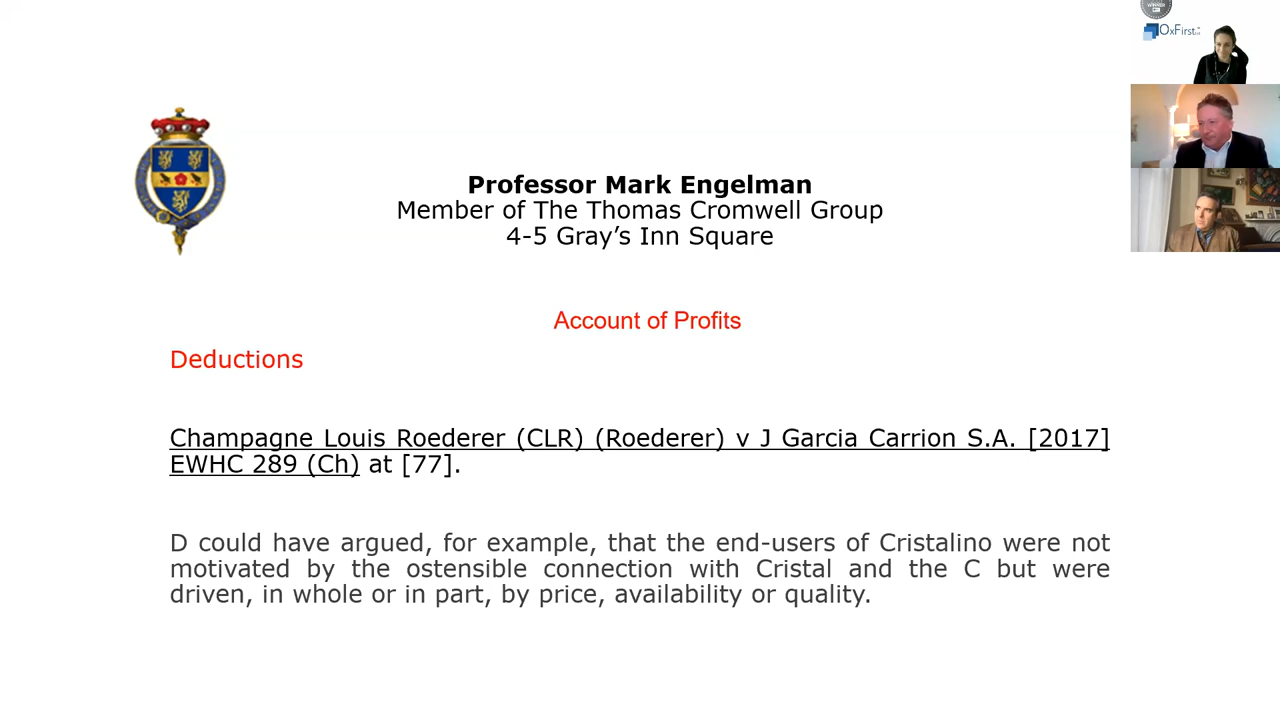 WINNER
OxFirst
Professor Mark Engelman
Member of The Thomas Cromwell Group
4-5 Gray’s Inn Square
Account of Profits
Deductions
Champagne Louis Roederer (CLR) (Roederer) v J Garcia Carrion S.A. [2017]
EWHC 289 (Ch) at [77].
D could have argued, for example, that the end-users of Cristalino were not
motivated by the ostensible connection with Cristal and the C but were
driven, in whole or in part, by price, availability or quality.